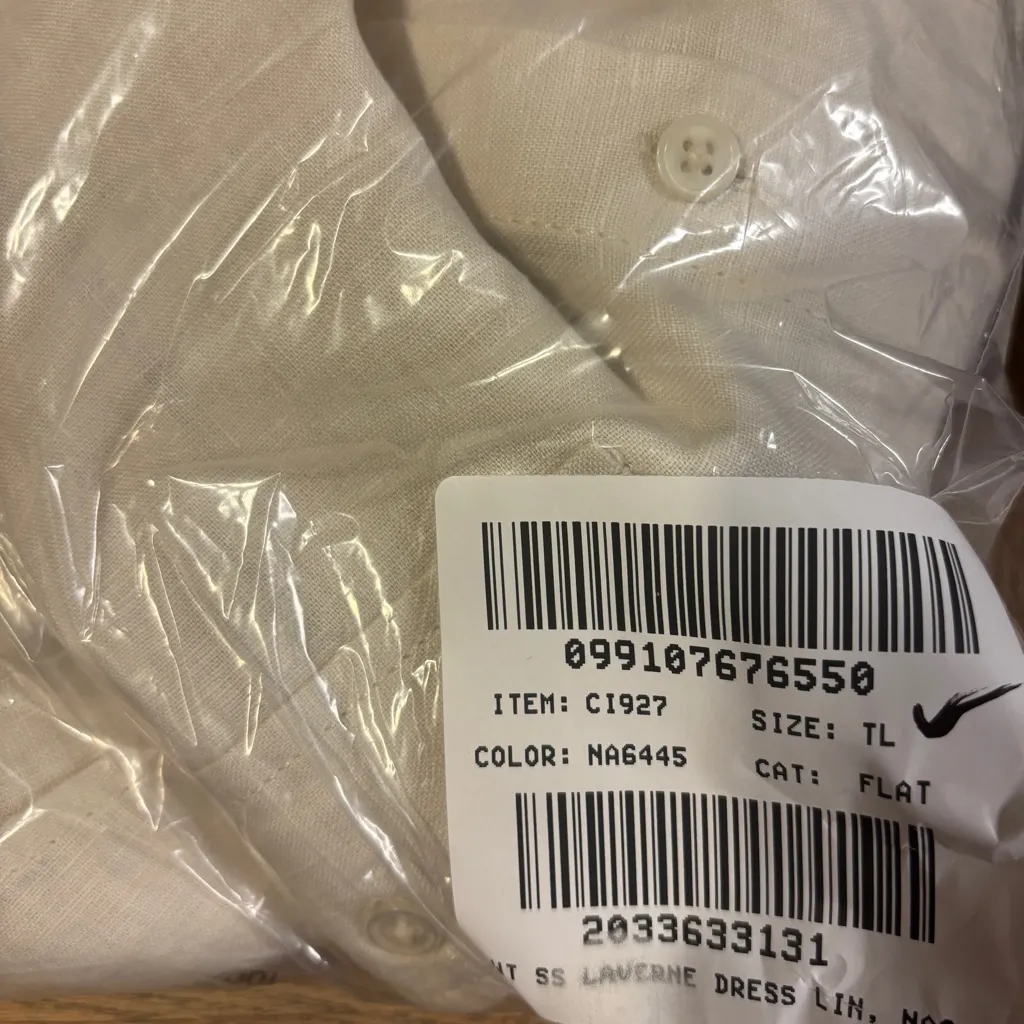 099107676550
ITEM: CI927
SIZE: TL
COLOR: NA6445
CAT: FLAT
2033633131
SS LAVERNE DRESS LIN,